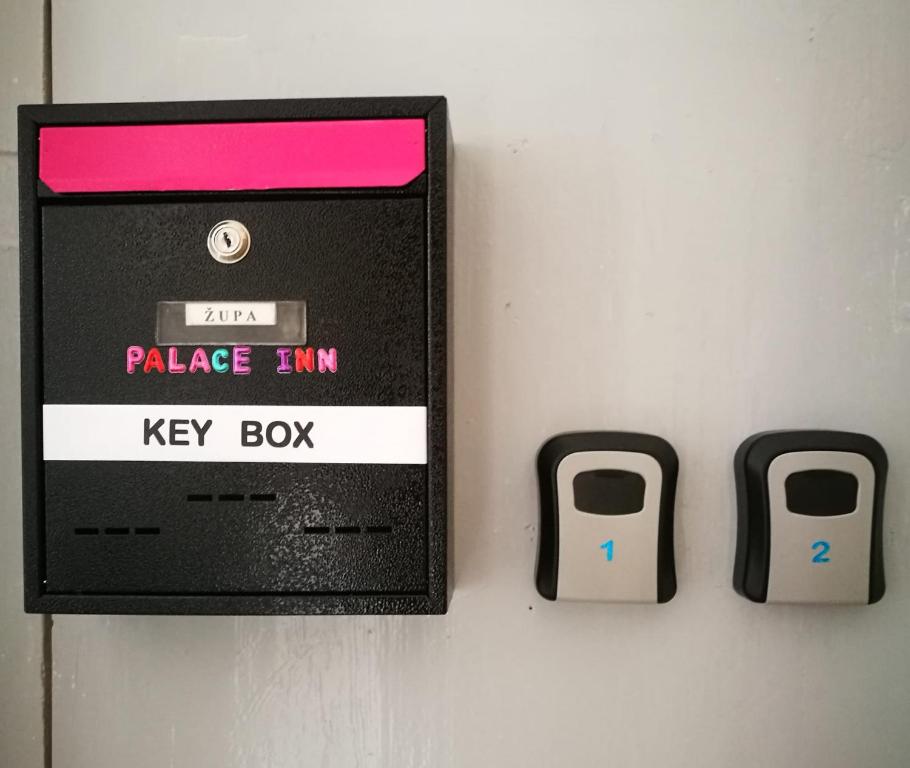 ŽUPA
PALACE INN
KEY BOX
1
2